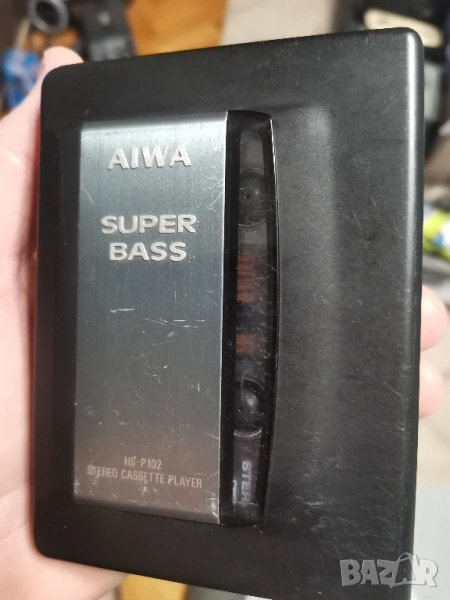 AIWA
SUPER
BASS
HS-P102
STEREO CASSETTE PLAYER
BAZAR